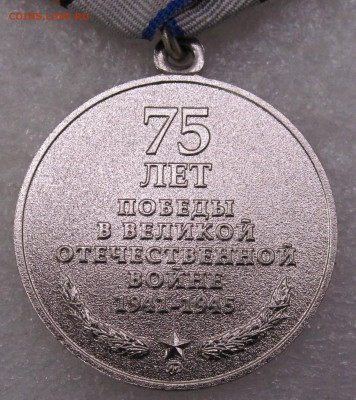 75
ЛЕТ
ПОБЕДЫ
В ВЕЛИКОЙ
ОТЕЧЕСТВЕННОЙ
ВОЙНЕ
1941-1945